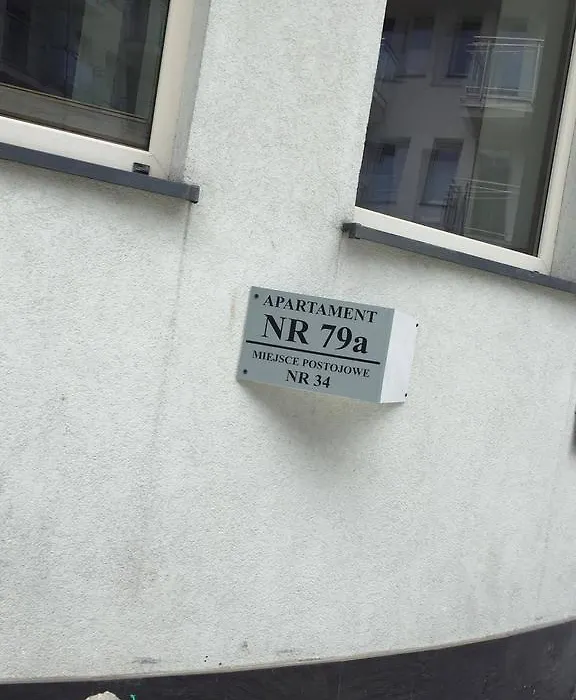 APARTAMENT
NR 79a
MIEJSCE POSTOJOWE
NR 34